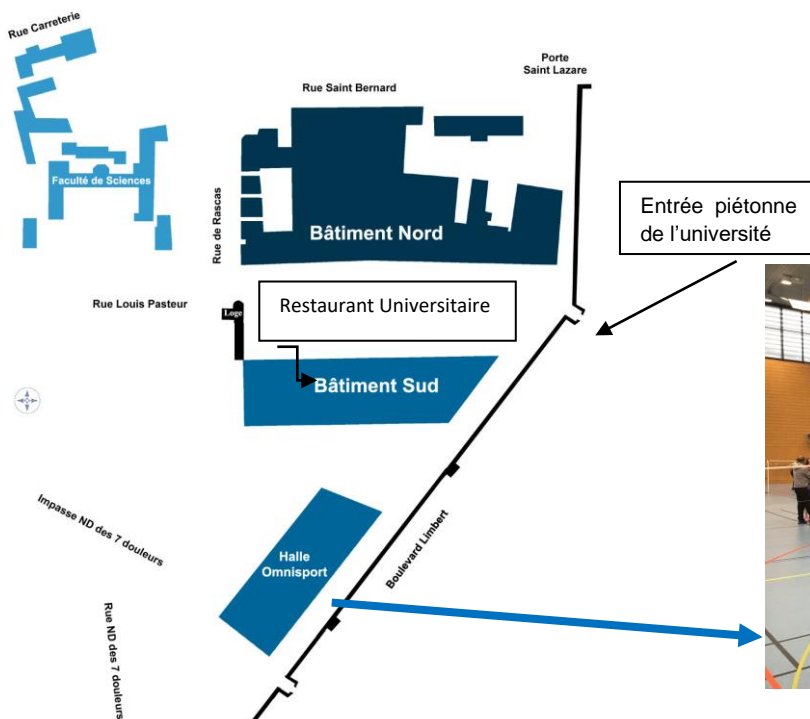 Rue Carreterie
Porte
Saint Lazare
Rue Saint Bernard
Faculté de Sciences
Rue de Rascas
Bâtiment Nord
Entrée piétonne
de l'université
Rue Louis Pasteur
Loge
Restaurant Universitaire
Bâtiment Sud
Impasse ND des 7 douleurs
Boulevard Limbert
Halle
Omnisport
Rue ND des 7 douleurs